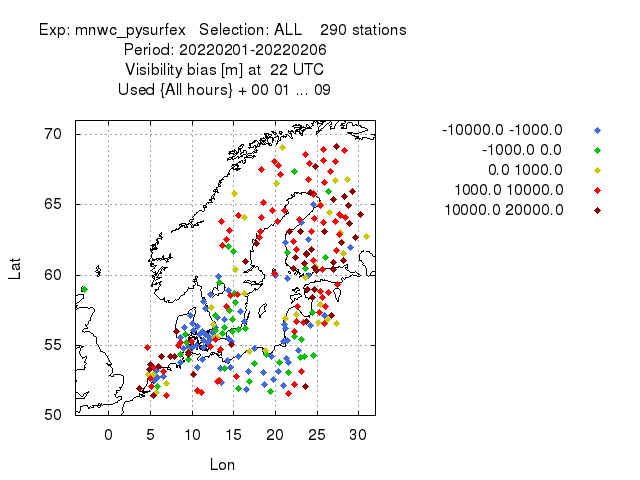 Exp: mnwc_pysurfex   Selection: ALL    290 stations
Period: 20220201-20220206
Visibility bias [m] at  22 UTC
Used {All hours} + 00 01 ... 09
-10000.0 -1000.0
-1000.0 0.0
0.0 1000.0
1000.0 10000.0
10000.0 20000.0
70
65
60
55
50
Lat
0 5 10 15 20 25 30
Lon